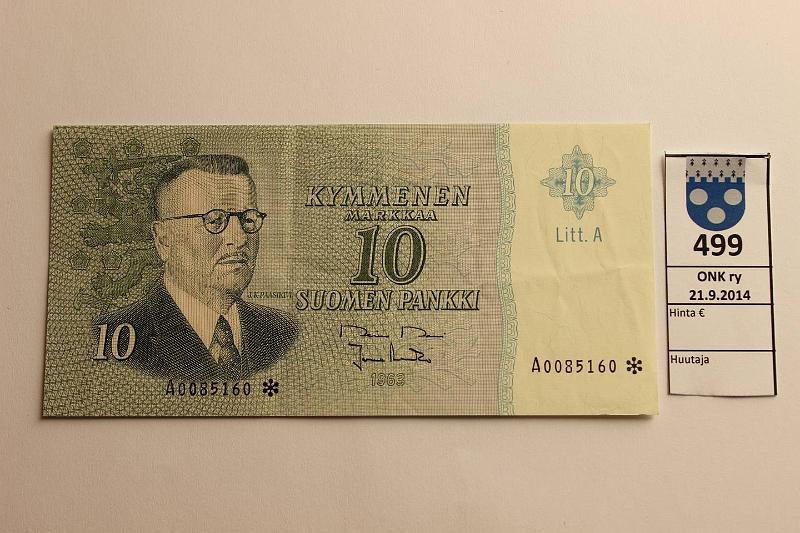 KYMMENEN
MARKKAA
10
SUOMEN PANKKI
J.K.PAASIKIVI
10
A0085160 *
1963
10
Litt. A
A0085160 *
499
ONK ry
21.9.2014
Hinta €
Huutaja